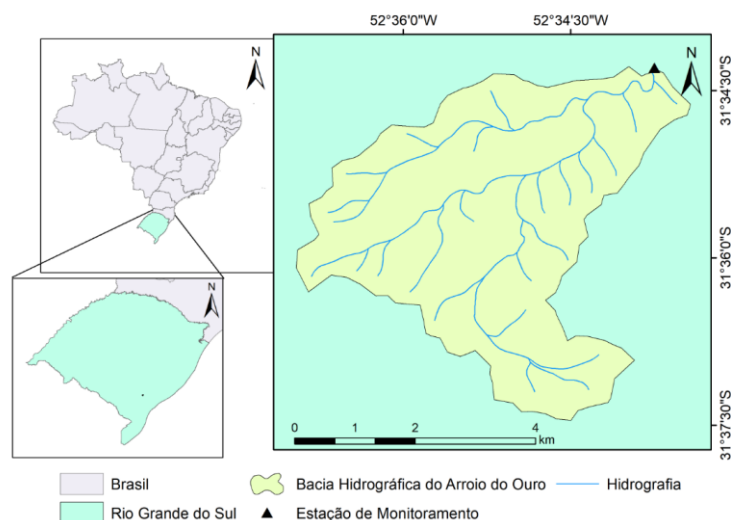 52°36'0"W 52°34'30"W
N
N
31°34'30"S
31°36'0"S
N
31°37'30"S
0 1 2 4
km
Brasil
Bacia Hidrográfica do Arroio do Ouro
Hidrografia
Rio Grande do Sul
Estação de Monitoramento